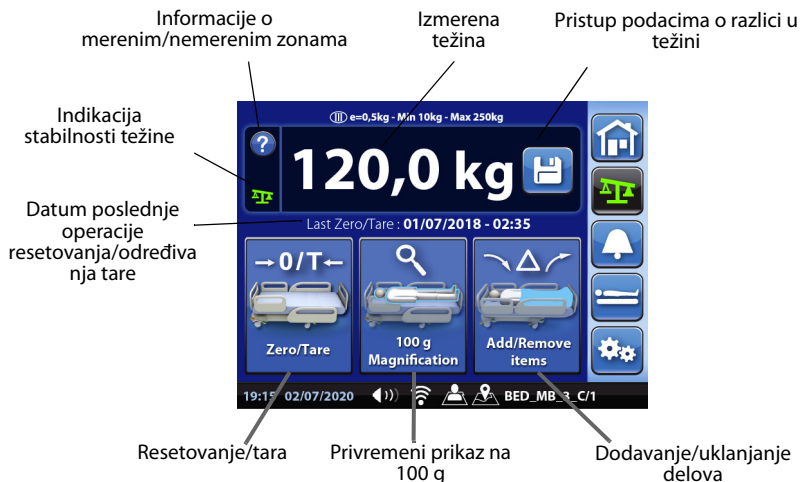 Informacije o
merenim/nemerenim zonama
Izmerena
težina
Pristup podacima o razlici u
težini
Indikacija
stabilnosti težine
Datum poslednje
operacije
resetovanja/određiva
nja tare
III e=0,5kg - Min 10kg - Max 250kg
?
120,0 kg
Last Zero/Tare : 01/07/2018 - 02:35
→0/T←
Zero/Tare
100 g
Magnification
Δ
Add/Remove
items
19:15 02/07/2020
BED_MB_3_C/1
Resetovanje/tara
Privremeni prikaz na
100 g
Dodavanje/uklanjanje
delova